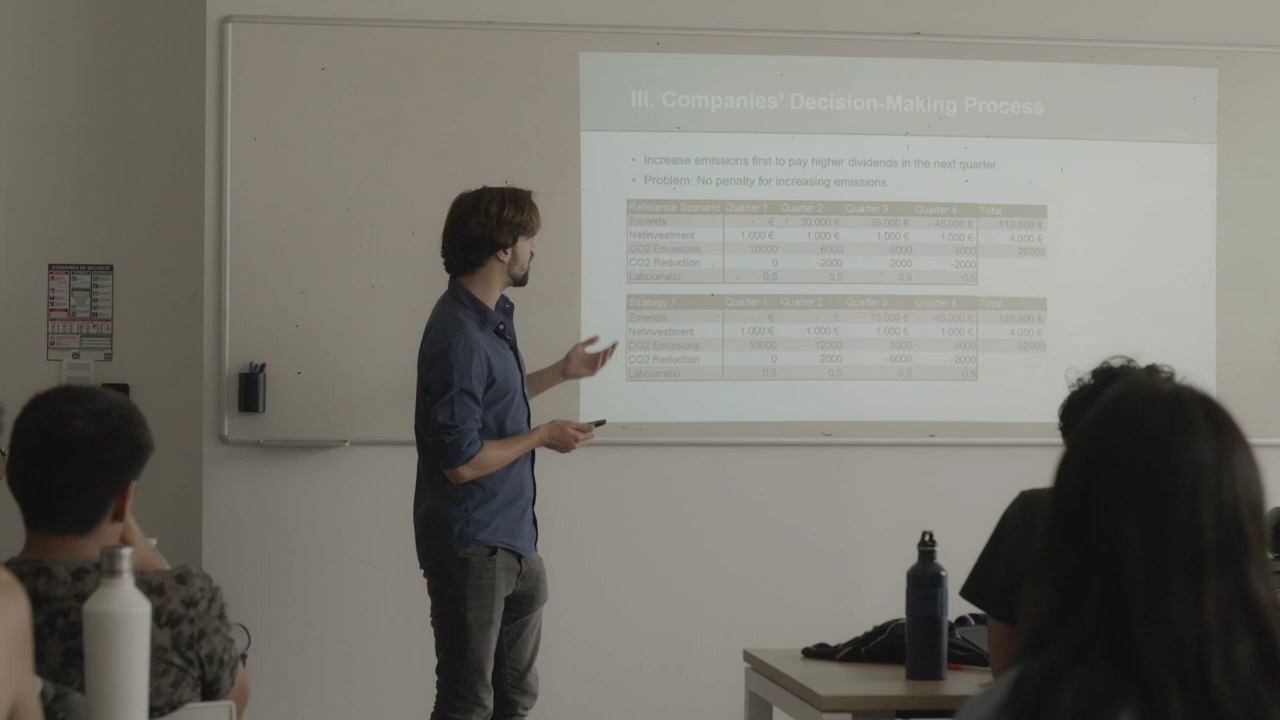 III. Companies' Decision-Making Process
• Increase emissions first to pay higher dividends in the next quarter
• Problem: No penalty for increasing emissions
Reference Scenario Quarter 1 Quarter 2 Quarter 3 Quarter 4 Total
Emends - € 30.000 € 35.000 € 45.000 € 110.000 €
Netinvestment 1.000 € 1.000 € 1.000 € 1.000 € 4.000 €
CO2 Emissions 10000 8000 6000 4000 28000
CO2 Reduction 0 -2000 -2000 -2000
Labourratio 0.5 0.5 0.5 0.5
Strategy 1 Quarter 1 Quarter 2 Quarter 3 Quarter 4 Total
Emends - € - € 75.000 € 45.000 € 120.000 €
Netinvestment 1.000 € 1.000 € 1.000 € 1.000 € 4.000 €
CO2 Emissions 10000 12000 6000 4000 32000
CO2 Reduction 0 2000 -6000 -2000
Labourratio 0.5 0.5 0.5 0.5
CONSIGNES DE SÉCURITÉ